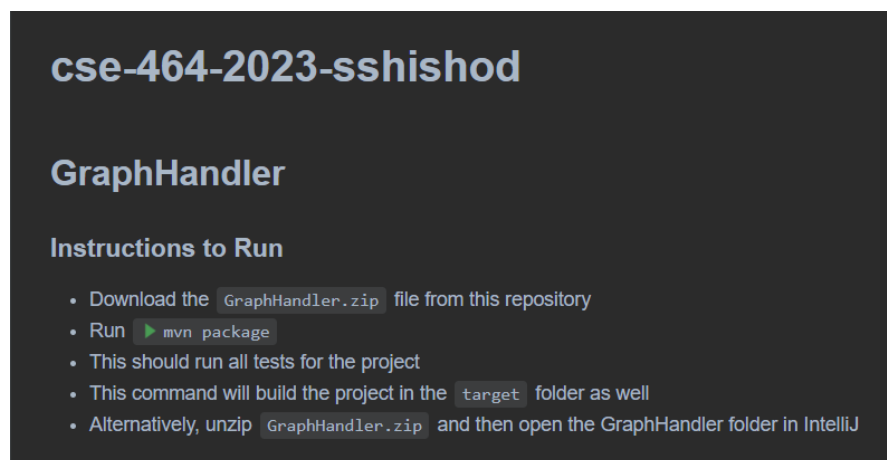 cse-464-2023-sshishod
GraphHandler
Instructions to Run
• Download the GraphHandler.zip file from this repository
• Run mvn package
• This should run all tests for the project
• This command will build the project in the target folder as well
• Alternatively, unzip GraphHandler.zip and then open the GraphHandler folder in IntelliJ